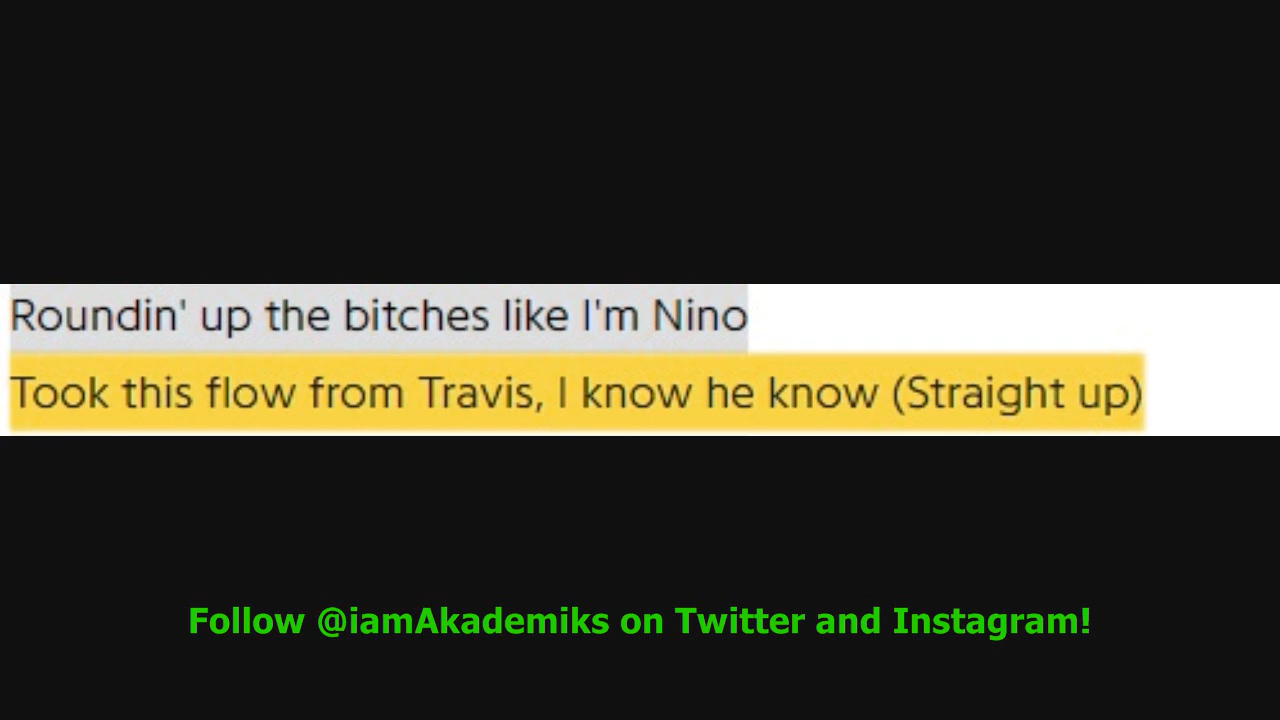 Roundin' up the bitches like I'm Nino
Took this flow from Travis, I know he know (Straight up)
Follow @iamAkademiks on Twitter and Instagram!